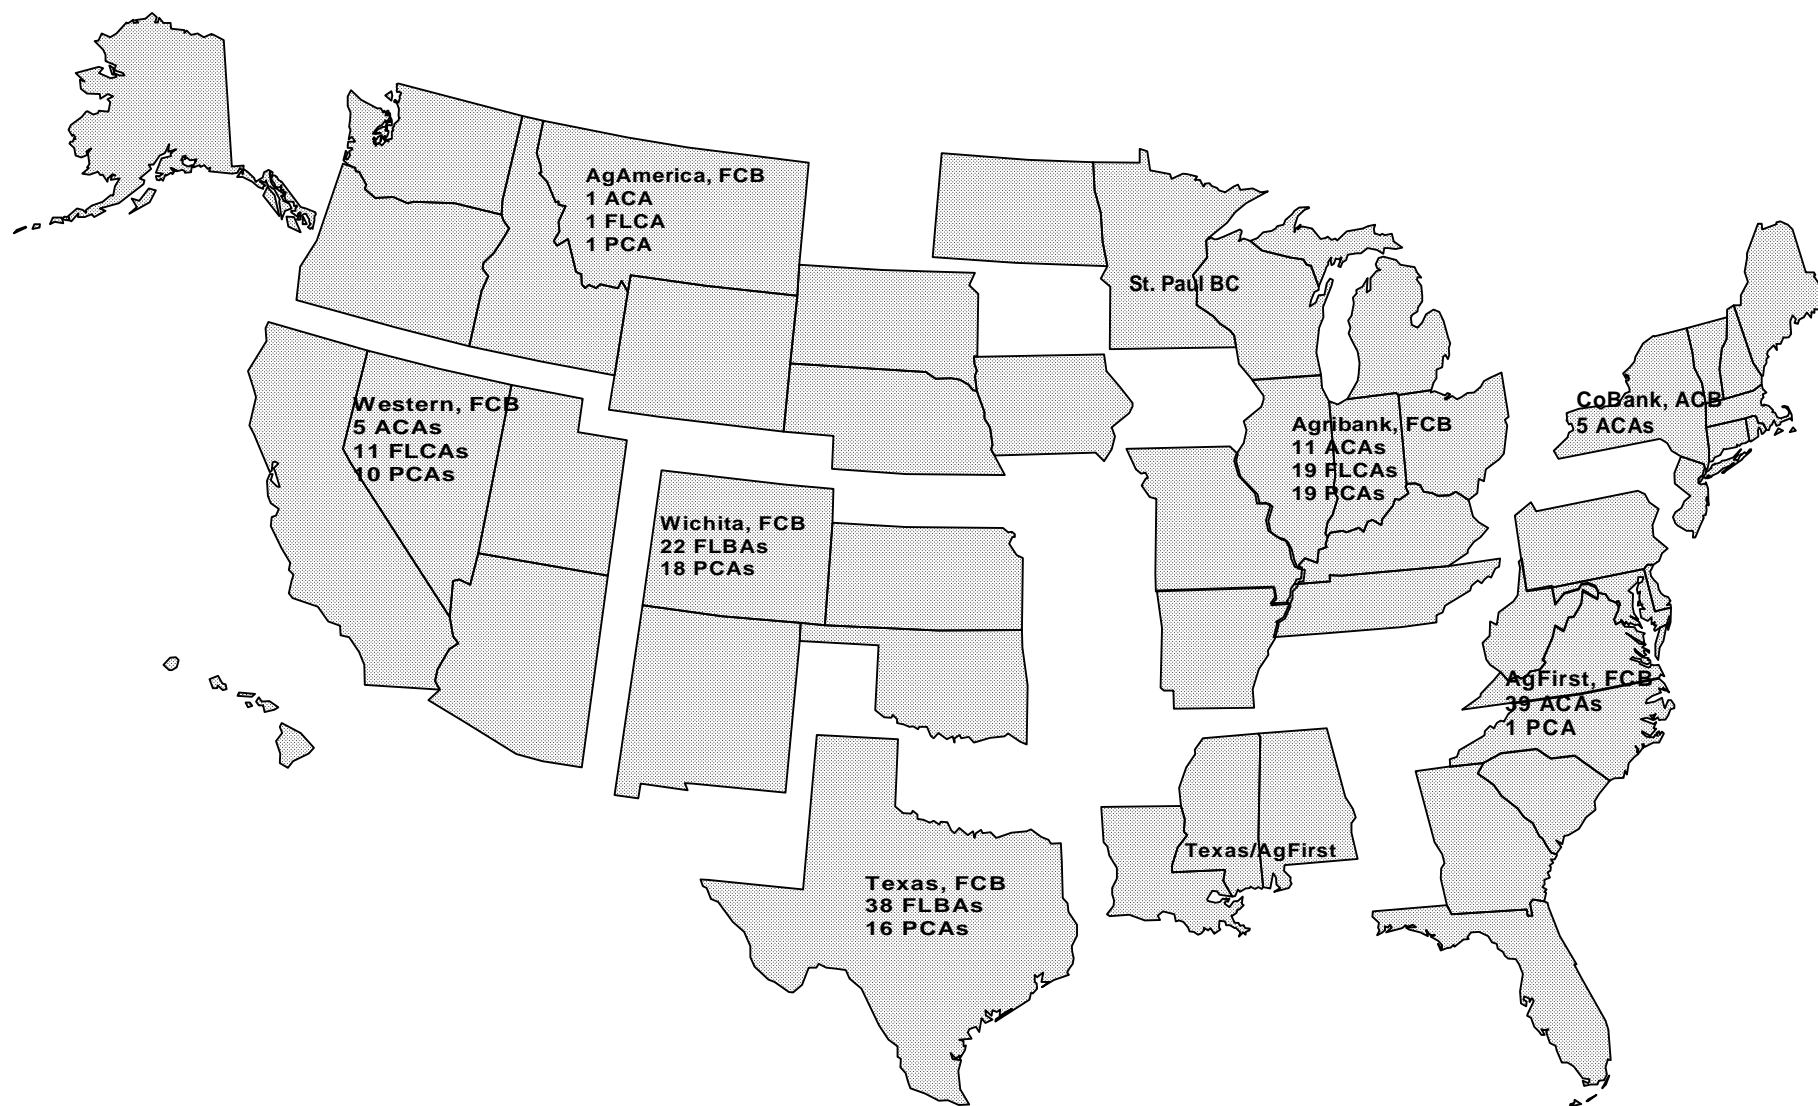 AgAmerica, FCB
1 ACA
1 FLCA
1 PCA
St. Paul BC
Western, FCB
5 ACAs
11 FLCAs
10 PCAs
Agribank, FCB
11 ACAs
19 FLCAs
19 PCAs
CoBank, ACB
5 ACAs
Wichita, FCB
22 FLBAs
18 PCAs
AgFirst, FCB
39 ACAs
1 PCA
Texas/AgFirst
Texas, FCB
38 FLBAs
16 PCAs